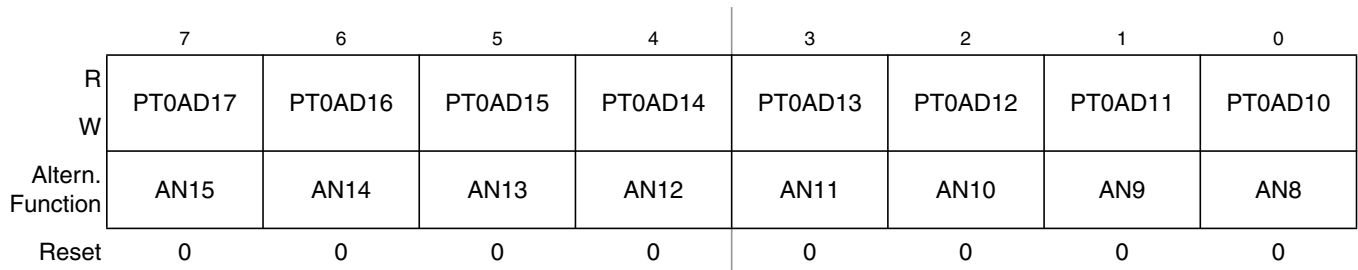 7 6 5 4 3 2 1 0
R
W
PT0AD17 PT0AD16 PT0AD15 PT0AD14 PT0AD13 PT0AD12 PT0AD11 PT0AD10
Altern.
Function
AN15 AN14 AN13 AN12 AN11 AN10 AN9 AN8
Reset 0 0 0 0 0 0 0 0